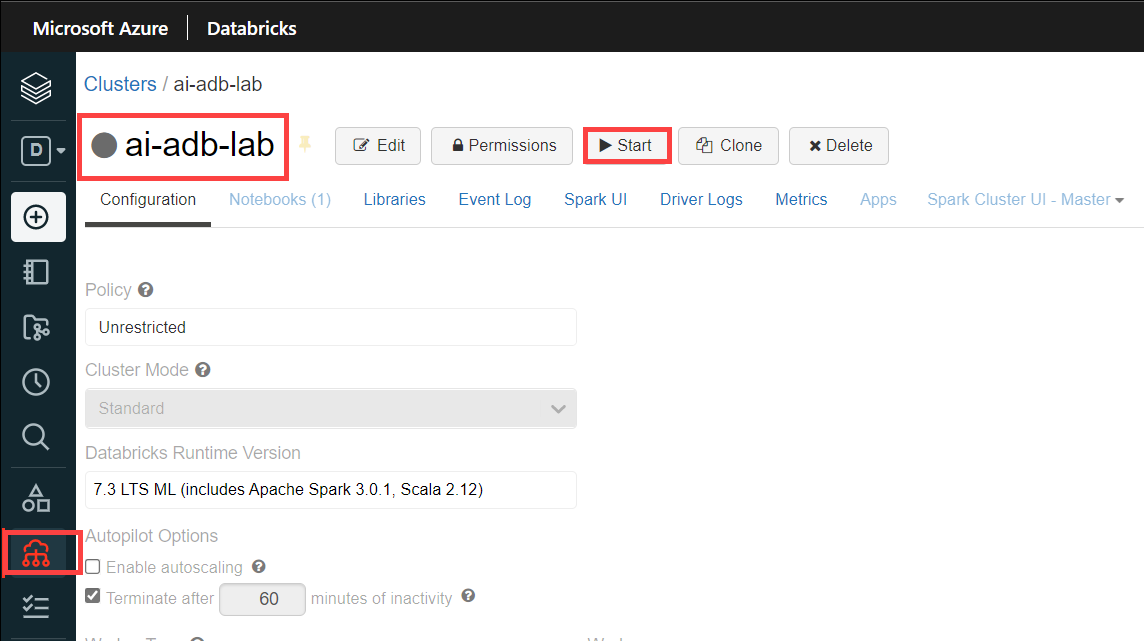 Microsoft Azure Databricks
Clusters / ai-adb-lab
D
ai-adb-lab Edit Permissions Start Clone Delete
Configuration Notebooks (1) Libraries Event Log Spark UI Driver Logs Metrics Apps Spark Cluster UI - Master
Policy ?
Unrestricted
Cluster Mode ?
Standard
Databricks Runtime Version
7.3 LTS ML (includes Apache Spark 3.0.1, Scala 2.12)
Autopilot Options
Enable autoscaling ?
Terminate after 60 minutes of inactivity ?